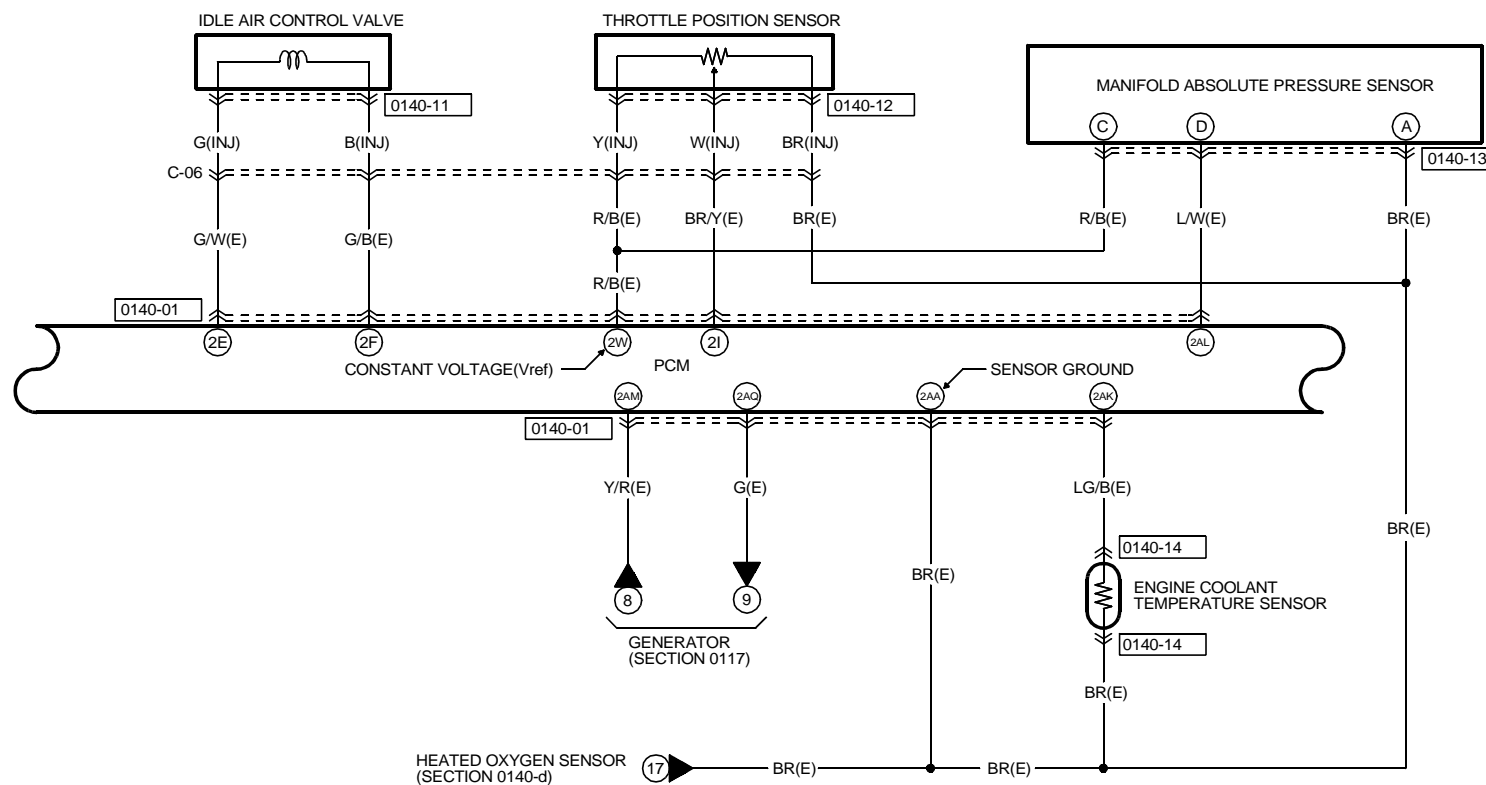 IDLE AIR CONTROL VALVE
THROTTLE POSITION SENSOR
MANIFOLD ABSOLUTE PRESSURE SENSOR
0140-11
0140-12
C
D
A
0140-13
G(INJ)
B(INJ)
Y(INJ)
W(INJ)
BR(INJ)
C-06
R/B(E)
BR/Y(E)
BR(E)
R/B(E)
L/W(E)
BR(E)
G/W(E)
G/B(E)
R/B(E)
0140-01
2E
2F
2W
2I
2AL
CONSTANT VOLTAGE(Vref)
PCM
SENSOR GROUND
2AM
2AQ
2AA
2AK
0140-01
Y/R(E)
G(E)
LG/B(E)
BR(E)
0140-14
BR(E)
ENGINE COOLANT
TEMPERATURE SENSOR
8
9
0140-14
GENERATOR
(SECTION 0117)
BR(E)
HEATED OXYGEN SENSOR
(SECTION 0140-d)
17
BR(E)
BR(E)